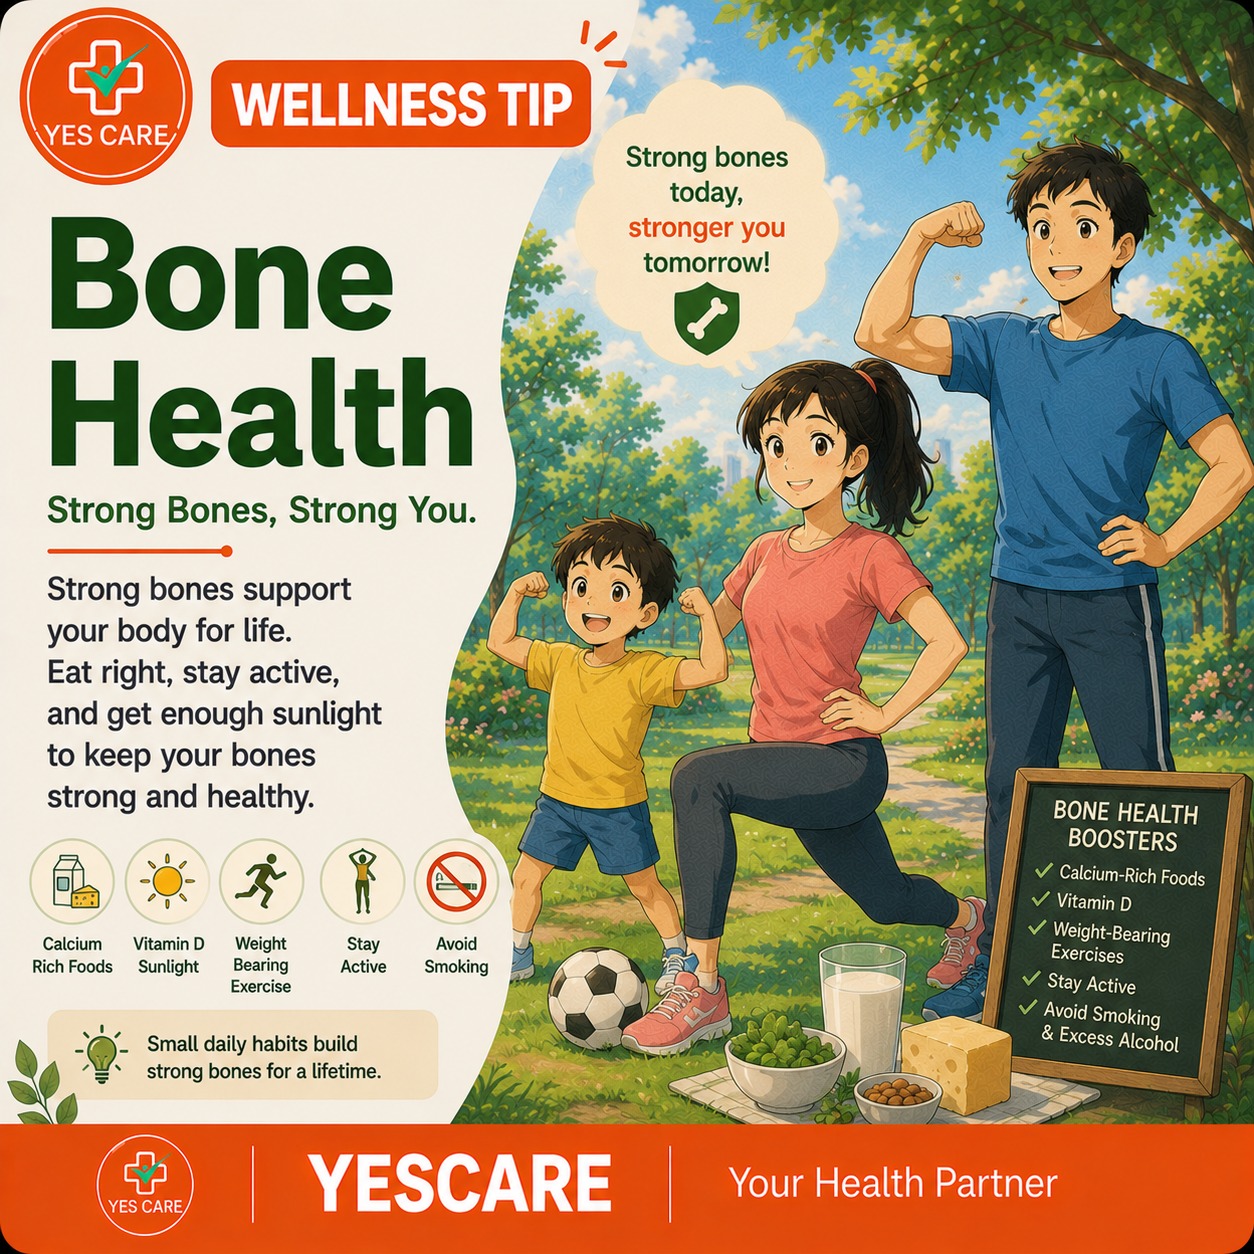 YES CARE
WELLNESS TIP
Strong bones
today,
stronger you
tomorrow!
Bone
Health
Strong Bones, Strong You.
Strong bones support
your body for life.
Eat right, stay active,
and get enough sunlight
to keep your bones
strong and healthy.
Calcium
Rich Foods
Vitamin D
Sunlight
Weight
Bearing
Exercise
Stay
Active
Avoid
Smoking
Small daily habits build
strong bones for a lifetime.
BONE HEALTH
BOOSTERS
Calcium-Rich Foods
Vitamin D
Weight-Bearing
Exercises
Stay Active
Avoid Smoking
& Excess Alcohol
YES CARE
YESCARE
Your Health Partner